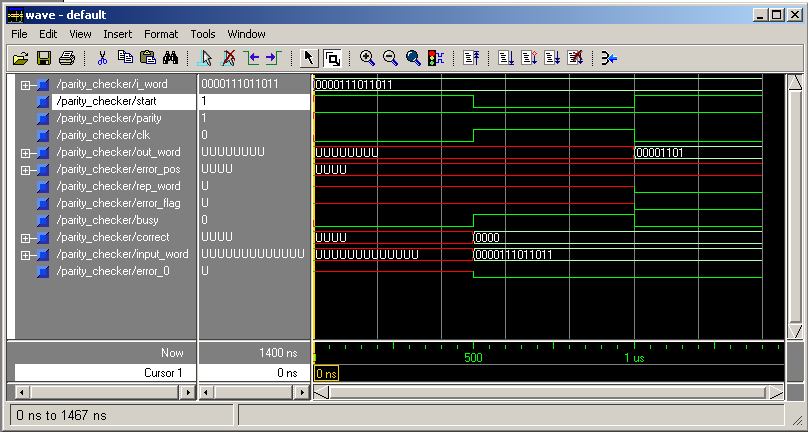 wave - default
File Edit View Insert Format Tools Window
/parity_checker/i_word 0000111011011 0000111011011
/parity_checker/start 1
/parity_checker/parity 1
/parity_checker/clk 0
/parity_checker/out_word UUUUUUUU UUUUUUUU 00001101
/parity_checker/error_pos UUUU UUUU
/parity_checker/rep_word U
/parity_checker/error_flag U
/parity_checker/busy 0
/parity_checker/correct UUUU UUUU 0000
/parity_checker/input_word UUUUUUUUUUUUU UUUUUUUUUUUUU 0000111011011
/parity_checker/error_0 U
Now 1400 ns 500 1 us
Cursor 1 0 ns 0 ns
0 ns to 1467 ns